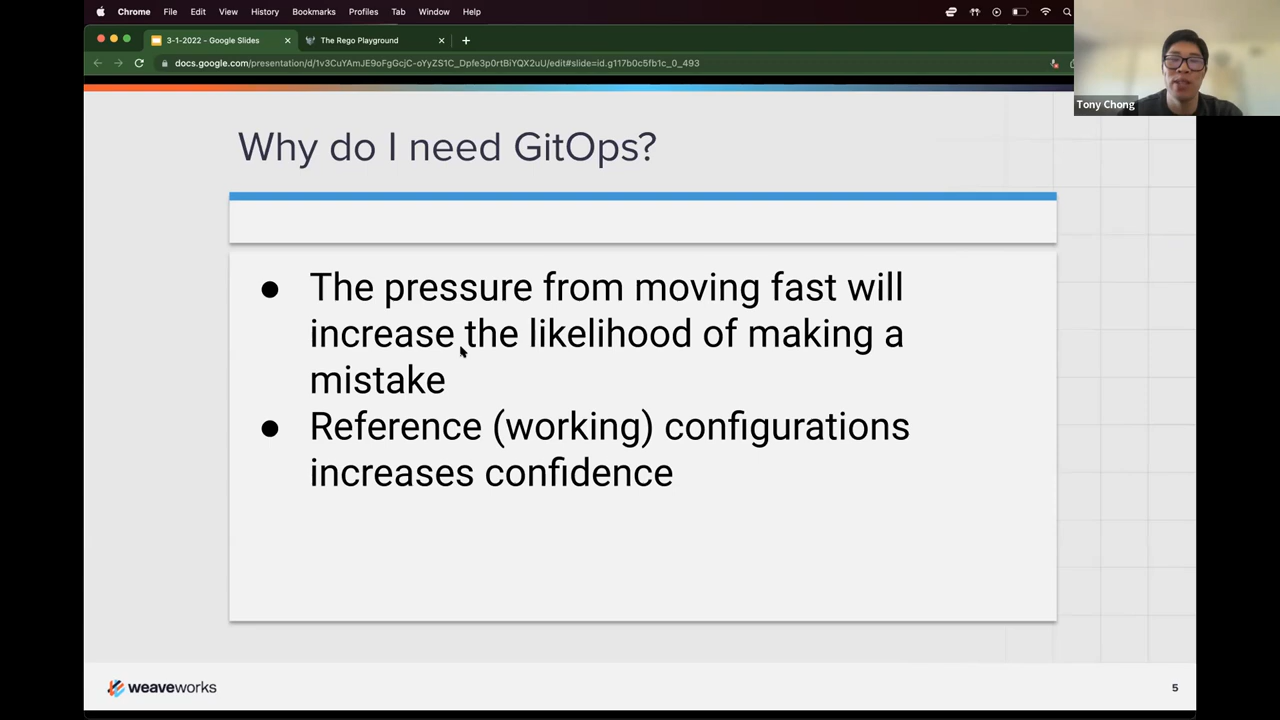 Chrome File Edit View History Bookmarks Profiles Tab Window Help
3-1-2022 - Google Slides
The Rego Playground
docs.google.com/presentation/d/1v3CuYAmJE9oFgGcjC-oYyZS1C_Dpfe3p0rtBiYQX2uU/edit#slide=id.g117b0c5fb1c_0_493
Tony Chong
Why do I need GitOps?
● The pressure from moving fast will
increase the likelihood of making a
mistake
● Reference (working) configurations
increases confidence
weaveworks
5